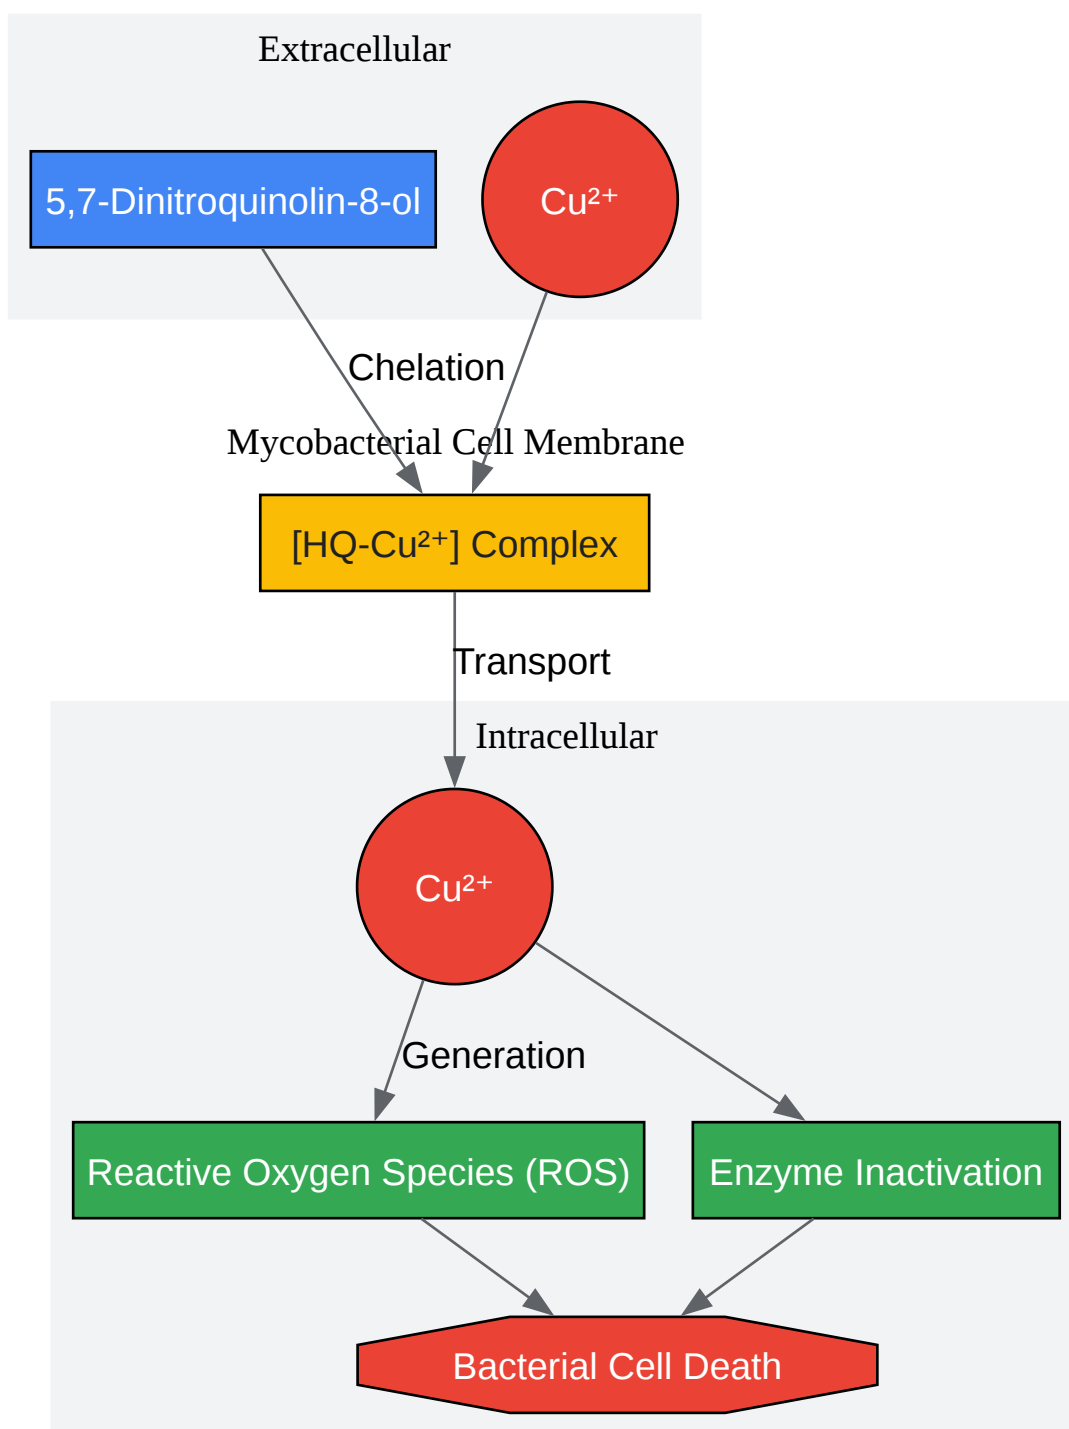 Extracellular
5,7-Dinitroquinolin-8-ol
Cu²⁺
Chelation
Mycobacterial Cell Membrane
[HQ-Cu²⁺] Complex
Transport
Intracellular
Cu²⁺
Generation
Reactive Oxygen Species (ROS)
Enzyme Inactivation
Bacterial Cell Death